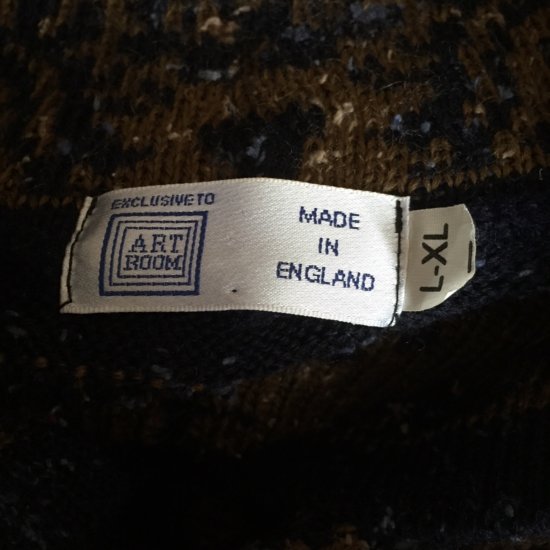 EXCLUSIVE TO
ART
ROOM
MADE
IN
ENGLAND
L-XL